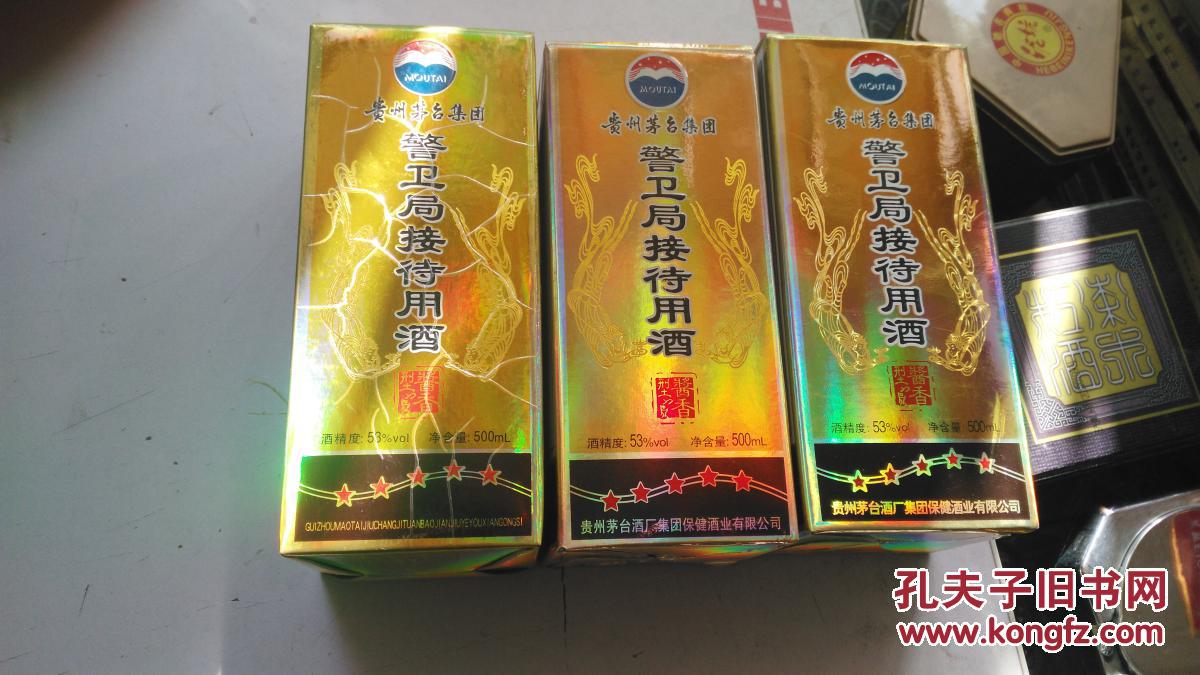 MOUTAI
贵州茅台集团
警卫局接待用酒
酱香
酒精度: 53%vol 净含量: 500mL
GUIZHOUMAOTAIJIUCHANGJITUANBAOJIANJIUYEYOUXIANGONGSI
MOUTAI
贵州茅台集团
警卫局接待用酒
醬香
酒精度: 53%vol 净含量: 500mL
贵州茅台酒厂集团保健酒业有限公司
MOUTAI
贵州茅台集团
警卫局接待用酒
醬香
酒精度: 53%vol 净含量: 500mL
贵州茅台酒厂集团保健酒业有限公司
孔夫子旧书网
www.kongfz.com